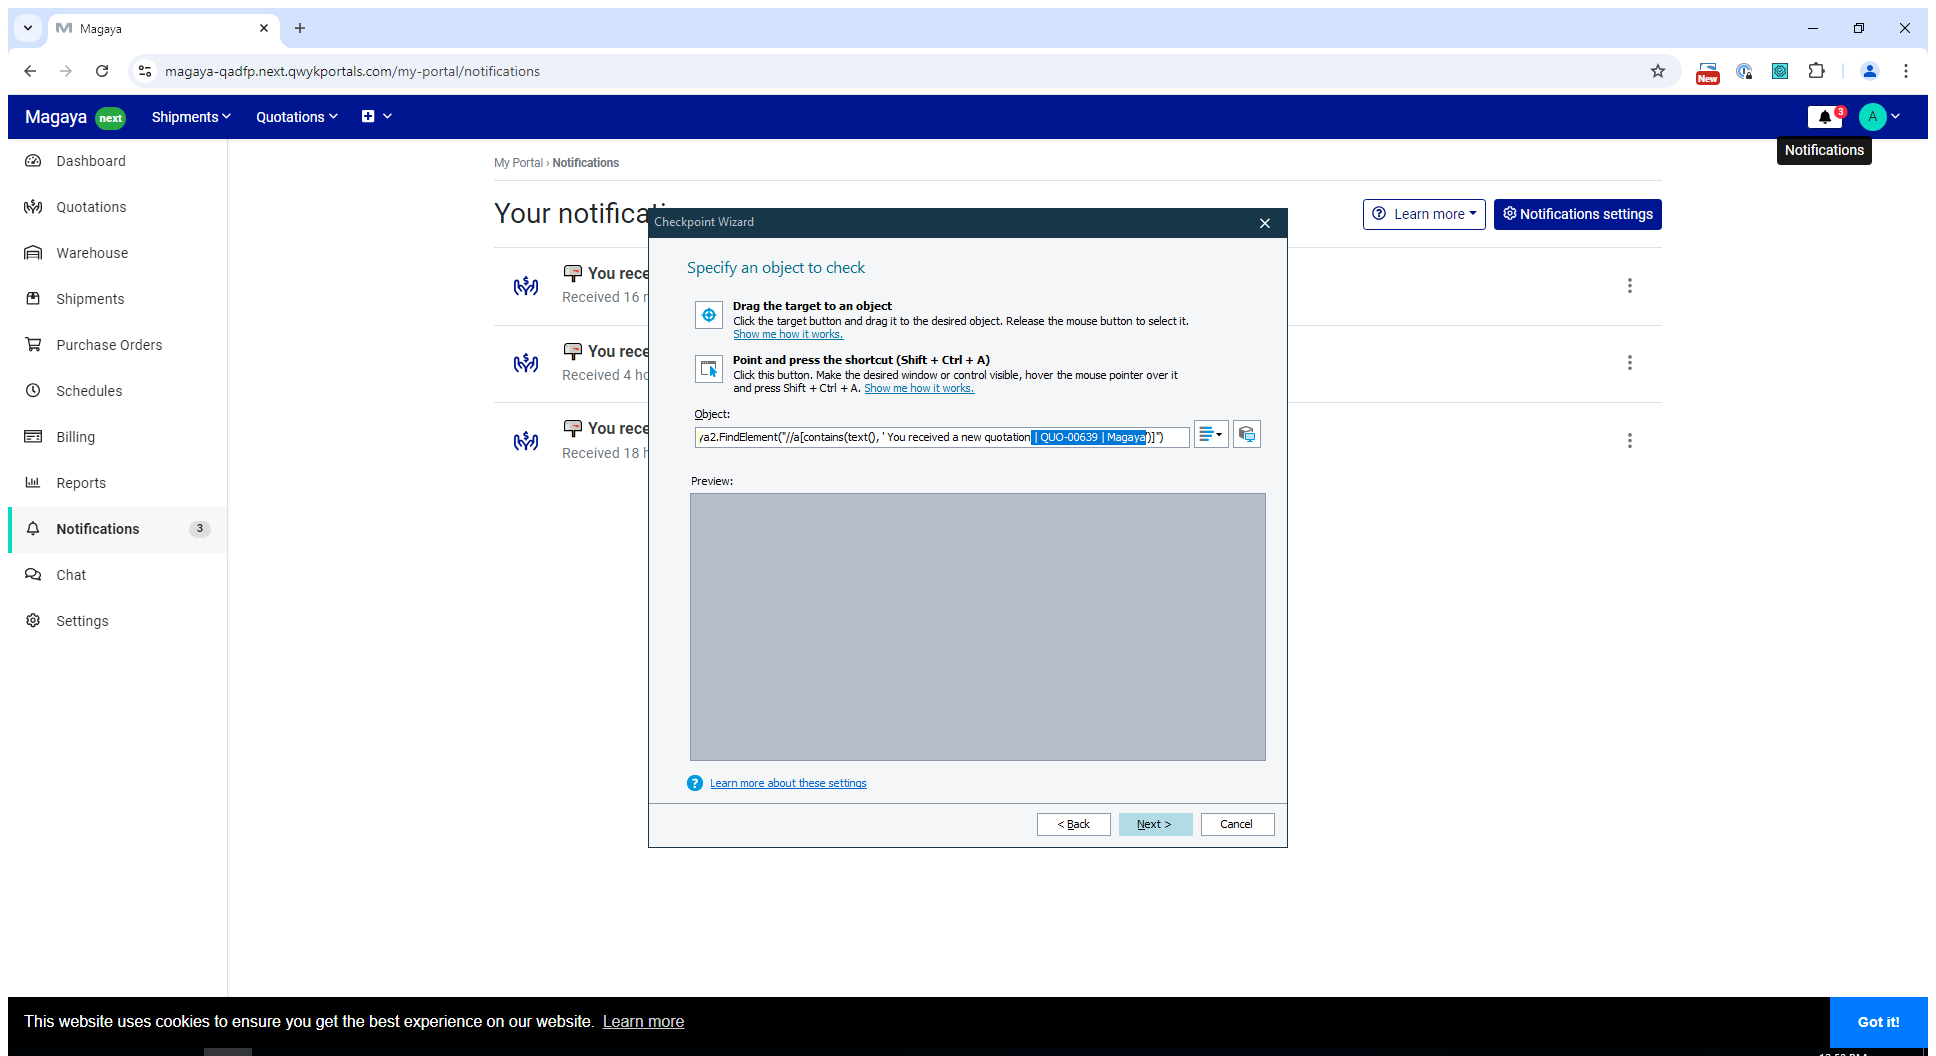 Magaya
magaya-qadfp.next.qwykportals.com/my-portal/notifications
New
Magaya next Shipments Quotations
3
A
Notifications
Dashboard
Quotations
Warehouse
Shipments
Purchase Orders
Schedules
Billing
Reports
Notifications 3
Chat
Settings
My Portal › Notifications
Your
Learn more
Notifications settings
You
Received 16
You
Received 4
You
Received 18
Checkpoint Wizard
Specify an object to check
Drag the target to an object
Click the target button and drag it to the desired object. Release the mouse button to select it.
Show me how it works.
Point and press the shortcut (Shift + Ctrl + A)
Click this button. Make the desired window or control visible, hover the mouse pointer over it
and press Shift + Ctrl + A. Show me how it works.
Object:
ya2.FindElement("//a[contains(text(), ' You received a new quotation | QUO-00639 | Magaya')]")
Preview:
? Learn more about these settings
< Back
Next >
Cancel
This website uses cookies to ensure you get the best experience on our website. Learn more
Got it!